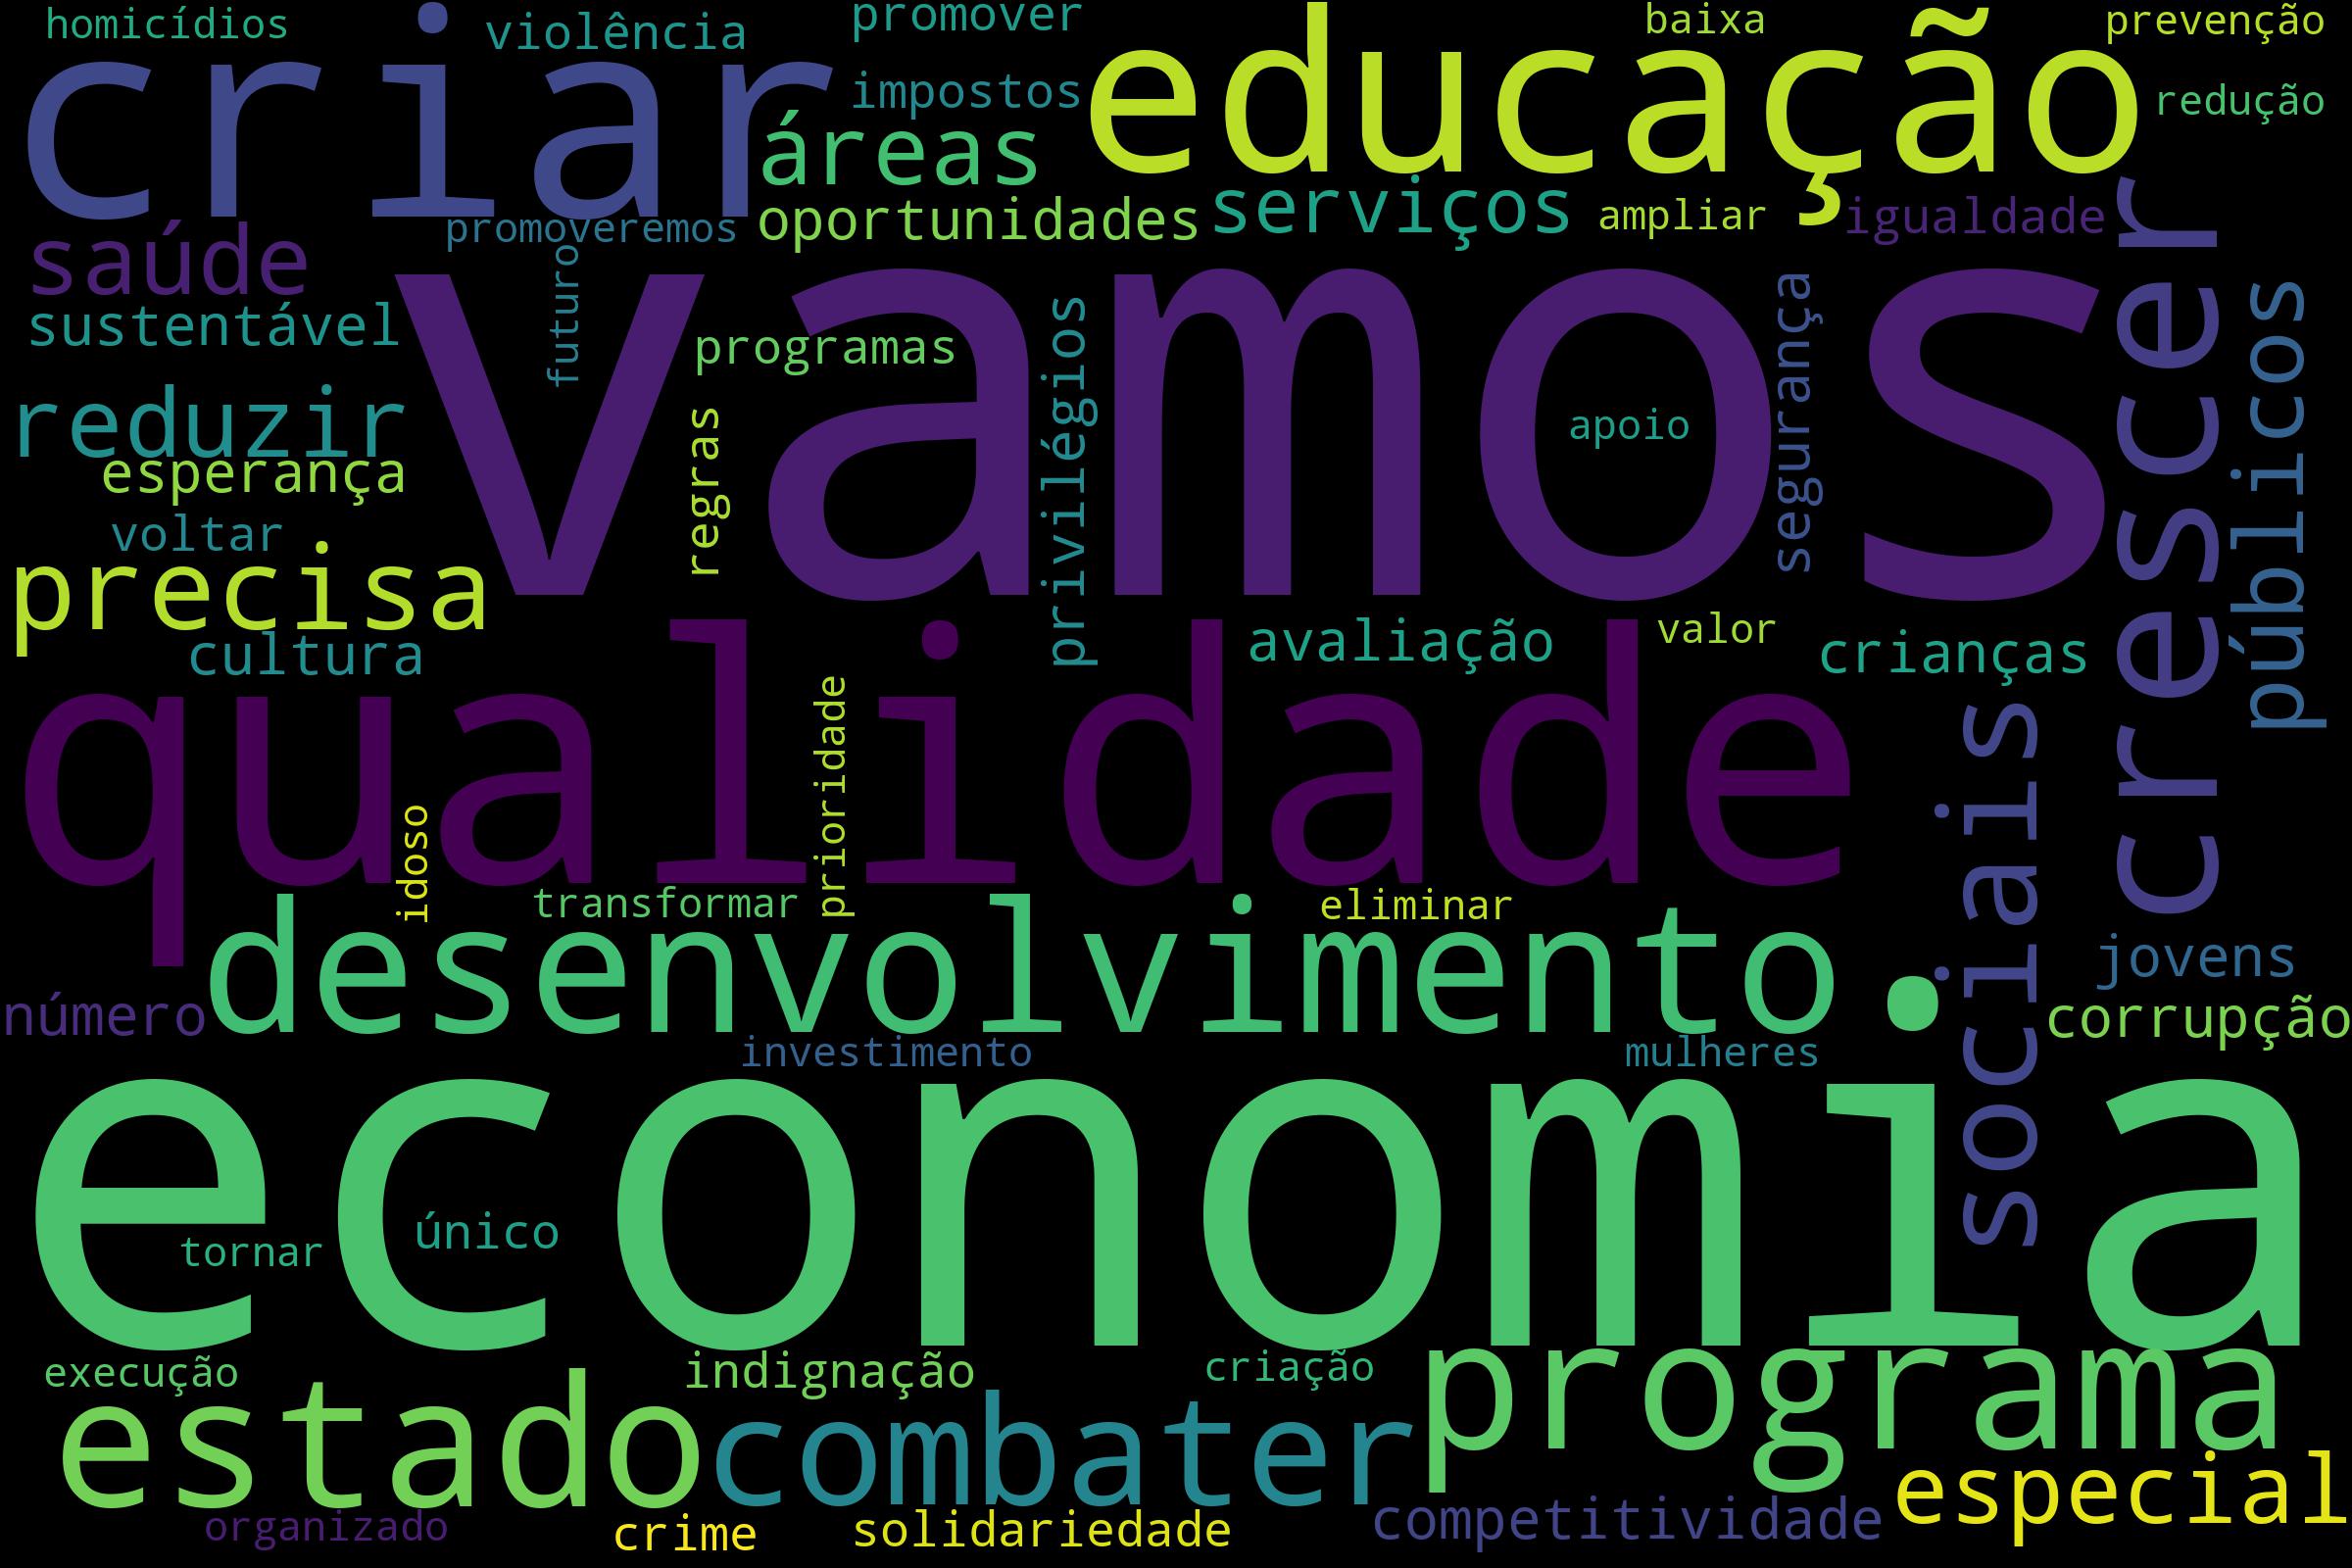 homicídios
violência
promover
baixa
prevenção
criar
educação
impostos
redução
áreas
oportunidades
serviços
ampliar
igualdade
saúde
promoveremos
futuro
sustentável
vamos
programas
privilégios
segurança
crescer
públicos
reduzir
regras
apoio
esperança
voltar
precisa
cultura
avaliação
valor
crianças
qualidade
prioridade
sociais
idoso
transformar
eliminar
desenvolvimento
jovens
número
corrupção
investimento
mulheres
economia
único
tornar
execução
indignação
criação
programa
estado
combater
especial
organizado
crime
solidariedade
competitividade